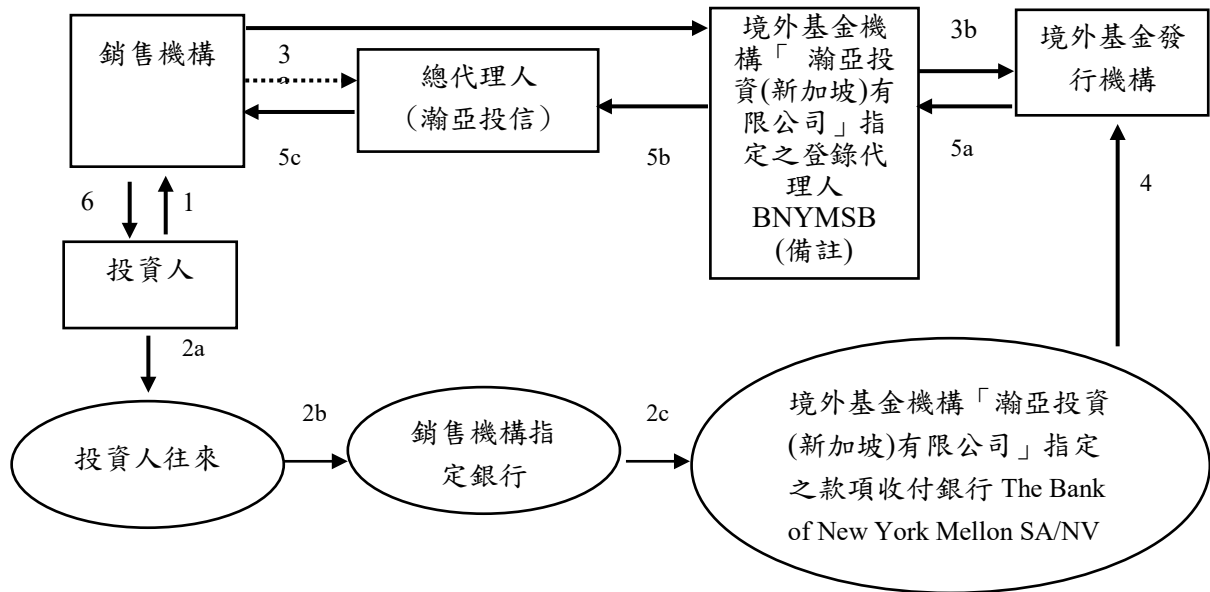 銷售機構
3
a
總代理人
(瀚亞投信)
境外基金機
構「 瀚亞投
資(新加坡)有
限公司」指
定之登錄代
理人
BNYMSB
(備註)
3b
境外基金發
行機構
5c
5b
5a
4
6
1
投資人
2a
投資人往來
2b
銷售機構指
定銀行
2c
境外基金機構「瀚亞投資
(新加坡)有限公司」指定
之款項收付銀行 The Bank
of New York Mellon SA/NV